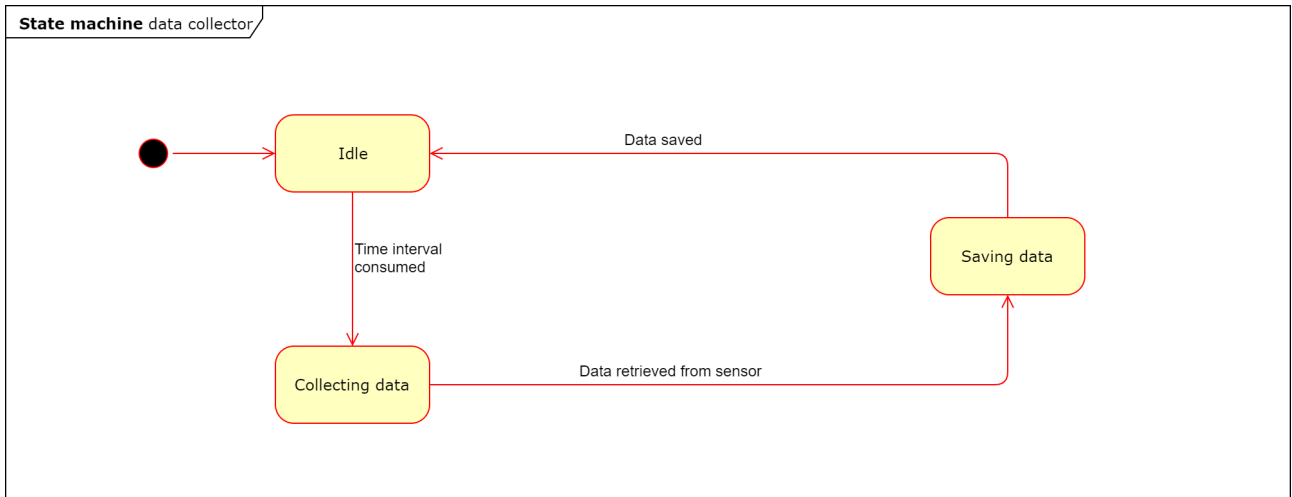 State machine data collector
Idle
Data saved
Time interval
consumed
Saving data
Collecting data
Data retrieved from sensor